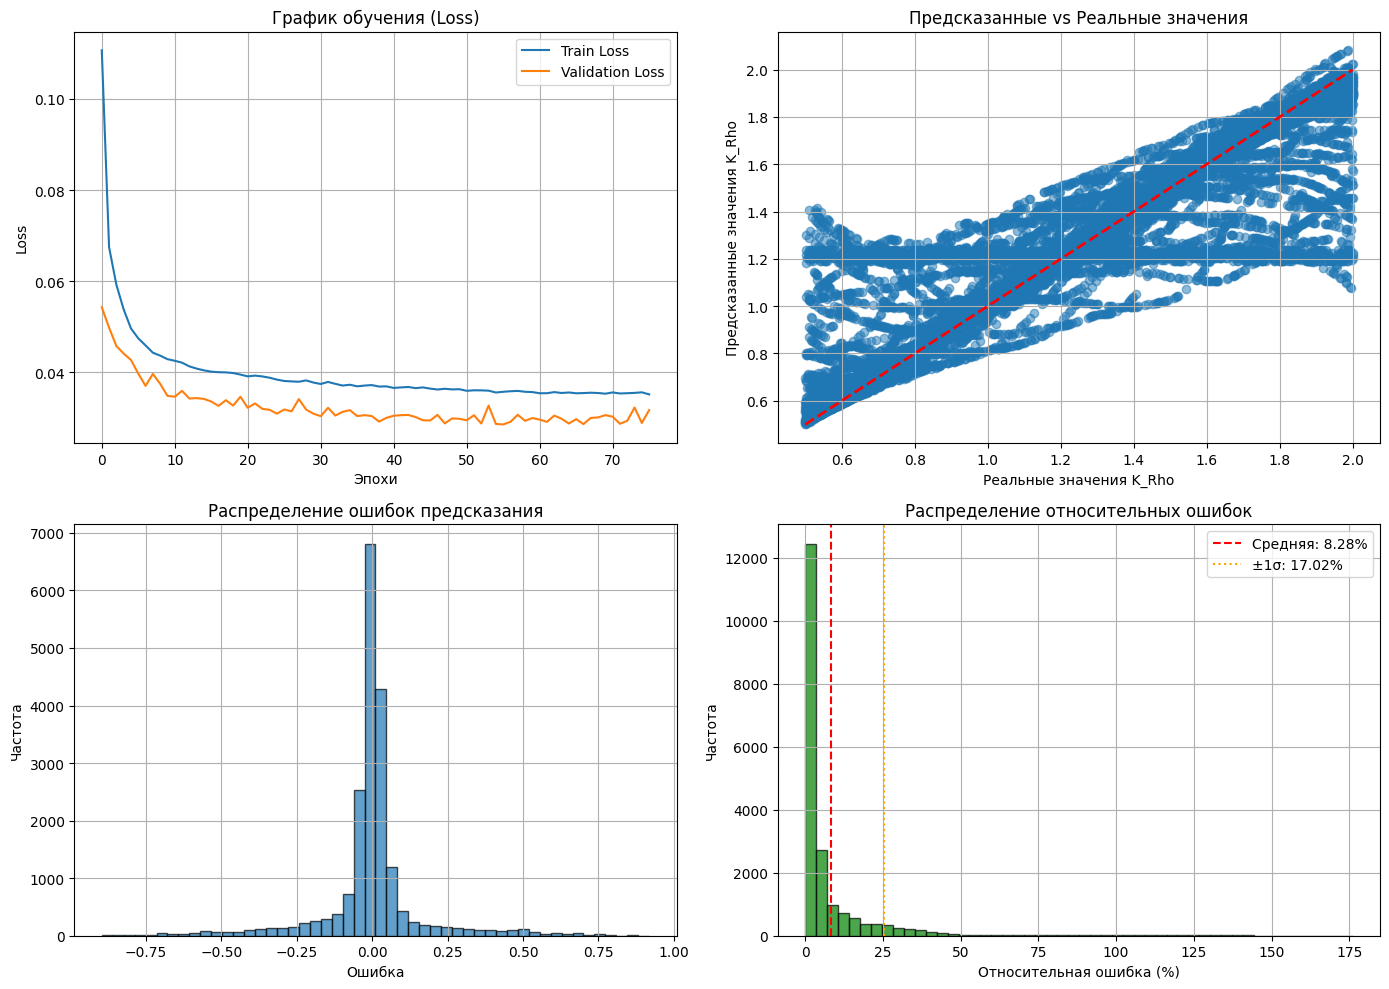 График обучения (Loss)
Train Loss
Validation Loss
0.10
0.08
0.06
0.04
Loss
0 10 20 30 40 50 60 70
Эпохи
Предсказанные vs Реальные значения
2.0
1.8
1.6
1.4
1.2
1.0
0.8
0.6
Предсказанные значения K_Rho
0.6 0.8 1.0 1.2 1.4 1.6 1.8 2.0
Реальные значения K_Rho
Распределение ошибок предсказания
7000
6000
5000
4000
3000
2000
1000
0
Частота
−0.75 −0.50 −0.25 0.00 0.25 0.50 0.75 1.00
Ошибка
Распределение относительных ошибок
Средняя: 8.28%
±1σ: 17.02%
12000
10000
8000
6000
4000
2000
0
Частота
0 25 50 75 100 125 150 175
Относительная ошибка (%)